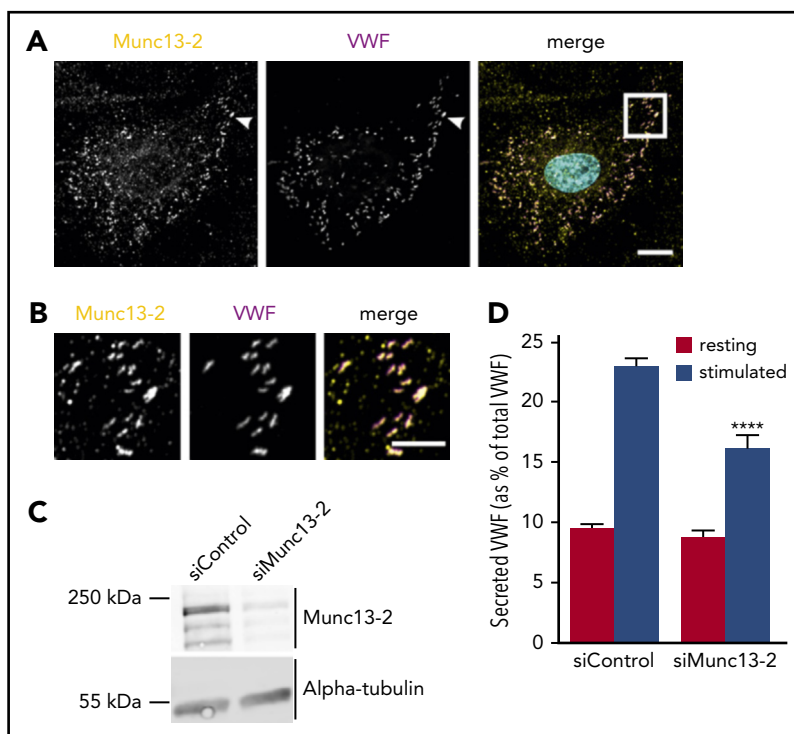 A
Munc13-2 VWF merge
B
Munc13-2 VWF merge
C
siControl siMunc13-2
250 kDa
Munc13-2
55 kDa
Alpha-tubulin
D
Secreted VWF (as % of total VWF)
25
20
15
10
5
0
resting
stimulated
****
siControl siMunc13-2